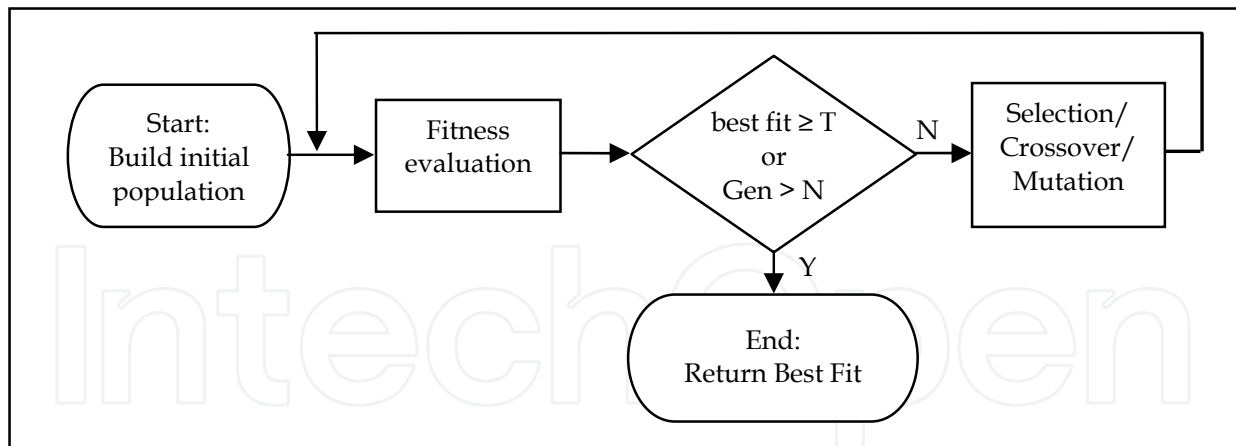 Start:
Build initial
population
Fitness
evaluation
best fit ≥ T
or
Gen > N
N
Selection/
Crossover/
Mutation
Y
End:
Return Best Fit
IntechOpen